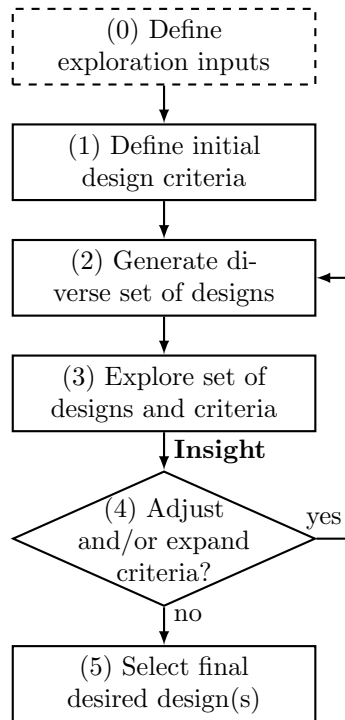 (0) Define
exploration inputs
(1) Define initial
design criteria
(2) Generate di-
verse set of designs
(3) Explore set of
designs and criteria
Insight
(4) Adjust
and/or expand
criteria?
yes
no
(5) Select final
desired design(s)